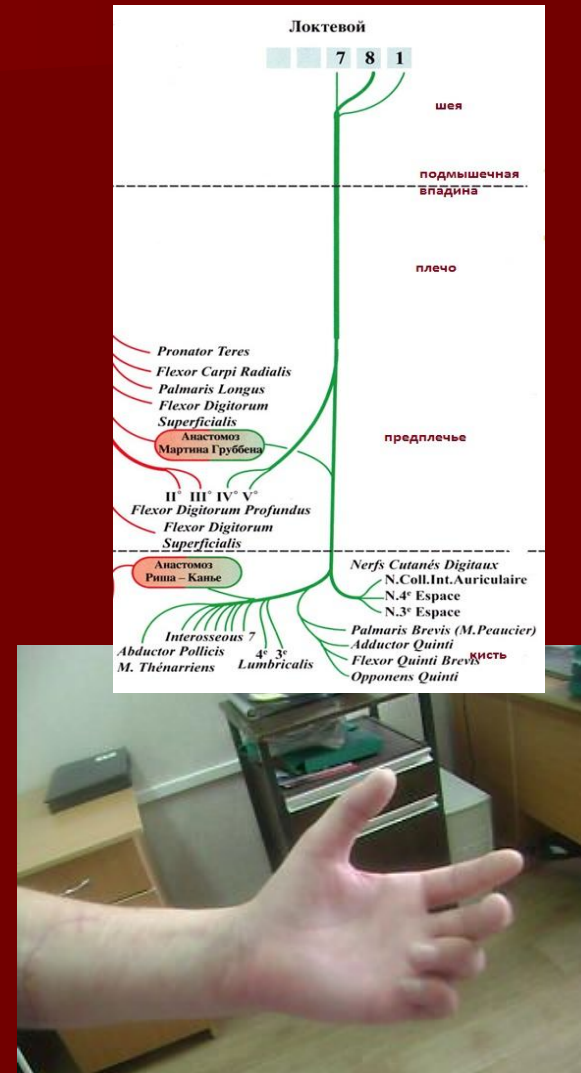 Локтевой
7 8 1
шея
подмышечная
впадина
плечо
Pronator Teres
Flexor Carpi Radialis
Palmaris Longus
Flexor Digitorum
Superficialis
Анастомоз
Мартина Груббена
предплечье
II° III° IV° V°
Flexor Digitorum Profundus
Flexor Digitorum
Superficialis
Анастомоз
Риша – Канье
Nerfs Cutanés Digitaux
N.Coll.Int.Auriculaire
N.4e Espace
N.3e Espace
Interosseous 7
Abductor Pollicis
M. Thénarriens
4e 3e
Lumbricalis
Palmaris Brevis (M.Peaucier)
Adductor Quinti
Flexor Quinti Brevis
кисть
Opponens Quinti